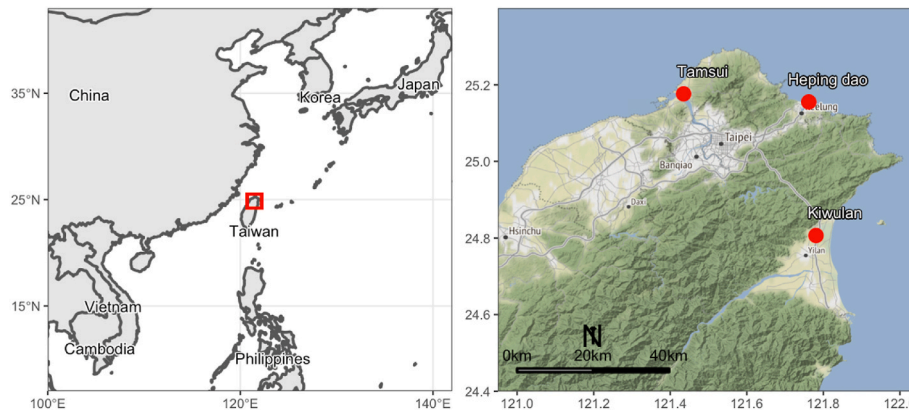 China
Korea
Japan
Taiwan
Vietnam
Cambodia
Philippines
35°N
25°N
15°N
100°E
120°E
140°E
Tamsui
Heping dao
Taipei
Banqiao
Daxi
Hsinchu
Kiwulan
Yilan
N
0km
20km
40km
25.2
25.0
24.8
24.6
24.4
121.0
121.2
121.4
121.6
121.8